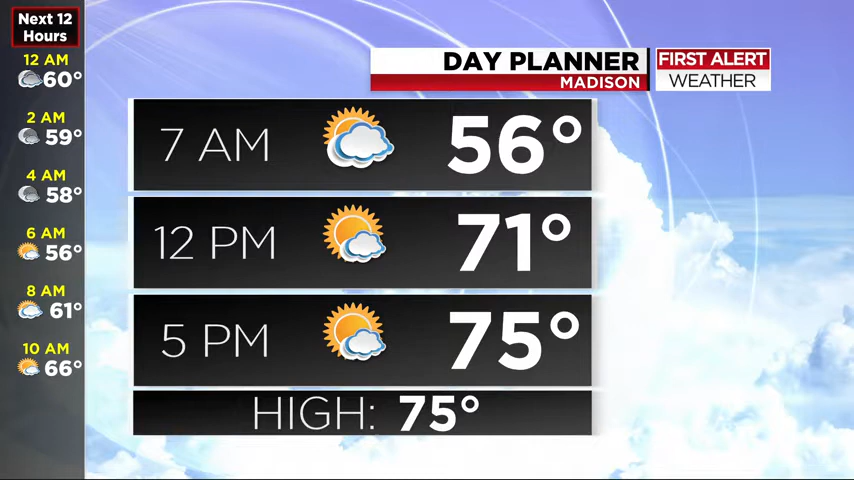 Next 12
Hours
12 AM
60°
2 AM
59°
4 AM
58°
6 AM
56°
8 AM
61°
10 AM
66°
DAY PLANNER
MADISON
FIRST ALERT
WEATHER
7 AM 56°
12 PM 71°
5 PM 75°
HIGH: 75°